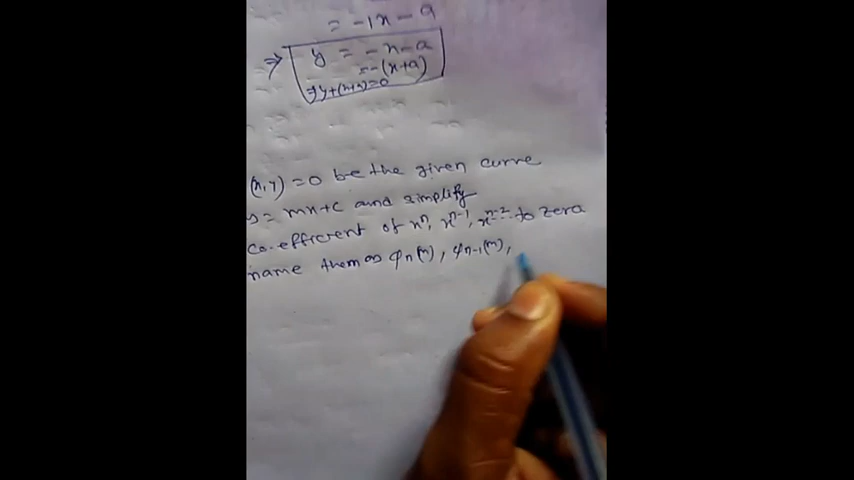 = -1x - a
⇒ y = -x-a
= -(x+a)
⇒y+(x+a)=0
(x,y) = 0 be the given curve
y = mx+c and simplify
co-efficient of xⁿ, xⁿ⁻¹, xⁿ⁻² -- to zero
name them as φn(m), φn-1(m),